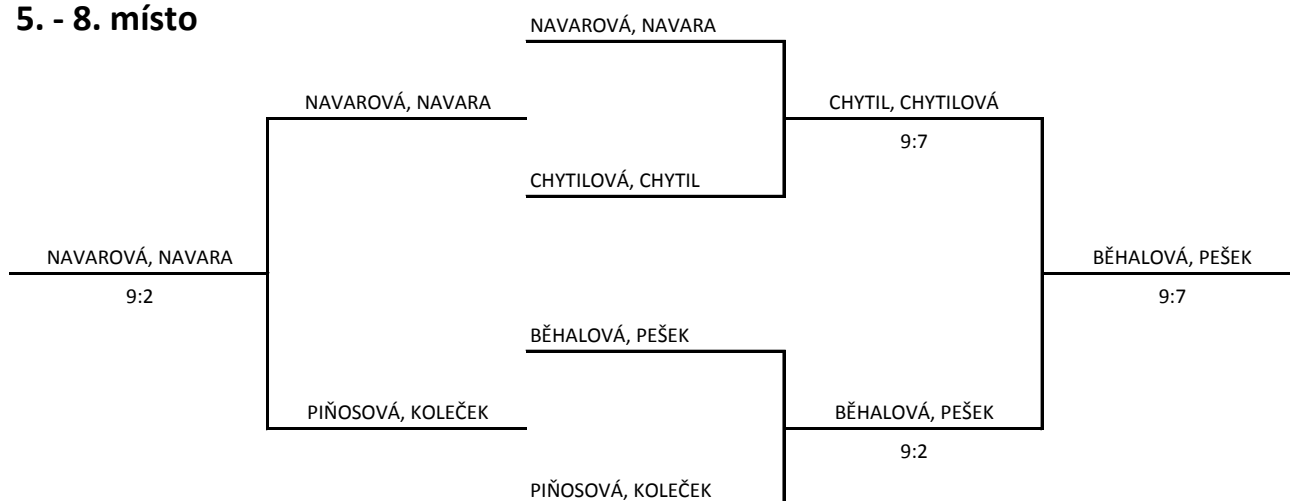 5. - 8. místo
NAVAROVÁ, NAVARA
NAVAROVÁ, NAVARA
CHYTIL, CHYTILOVÁ
9:7
CHYTILOVÁ, CHYTIL
NAVAROVÁ, NAVARA
BĚHALOVÁ, PEŠEK
9:2
9:7
BĚHALOVÁ, PEŠEK
PIŇOSOVÁ, KOLEČEK
BĚHALOVÁ, PEŠEK
9:2
PIŇOSOVÁ, KOLEČEK